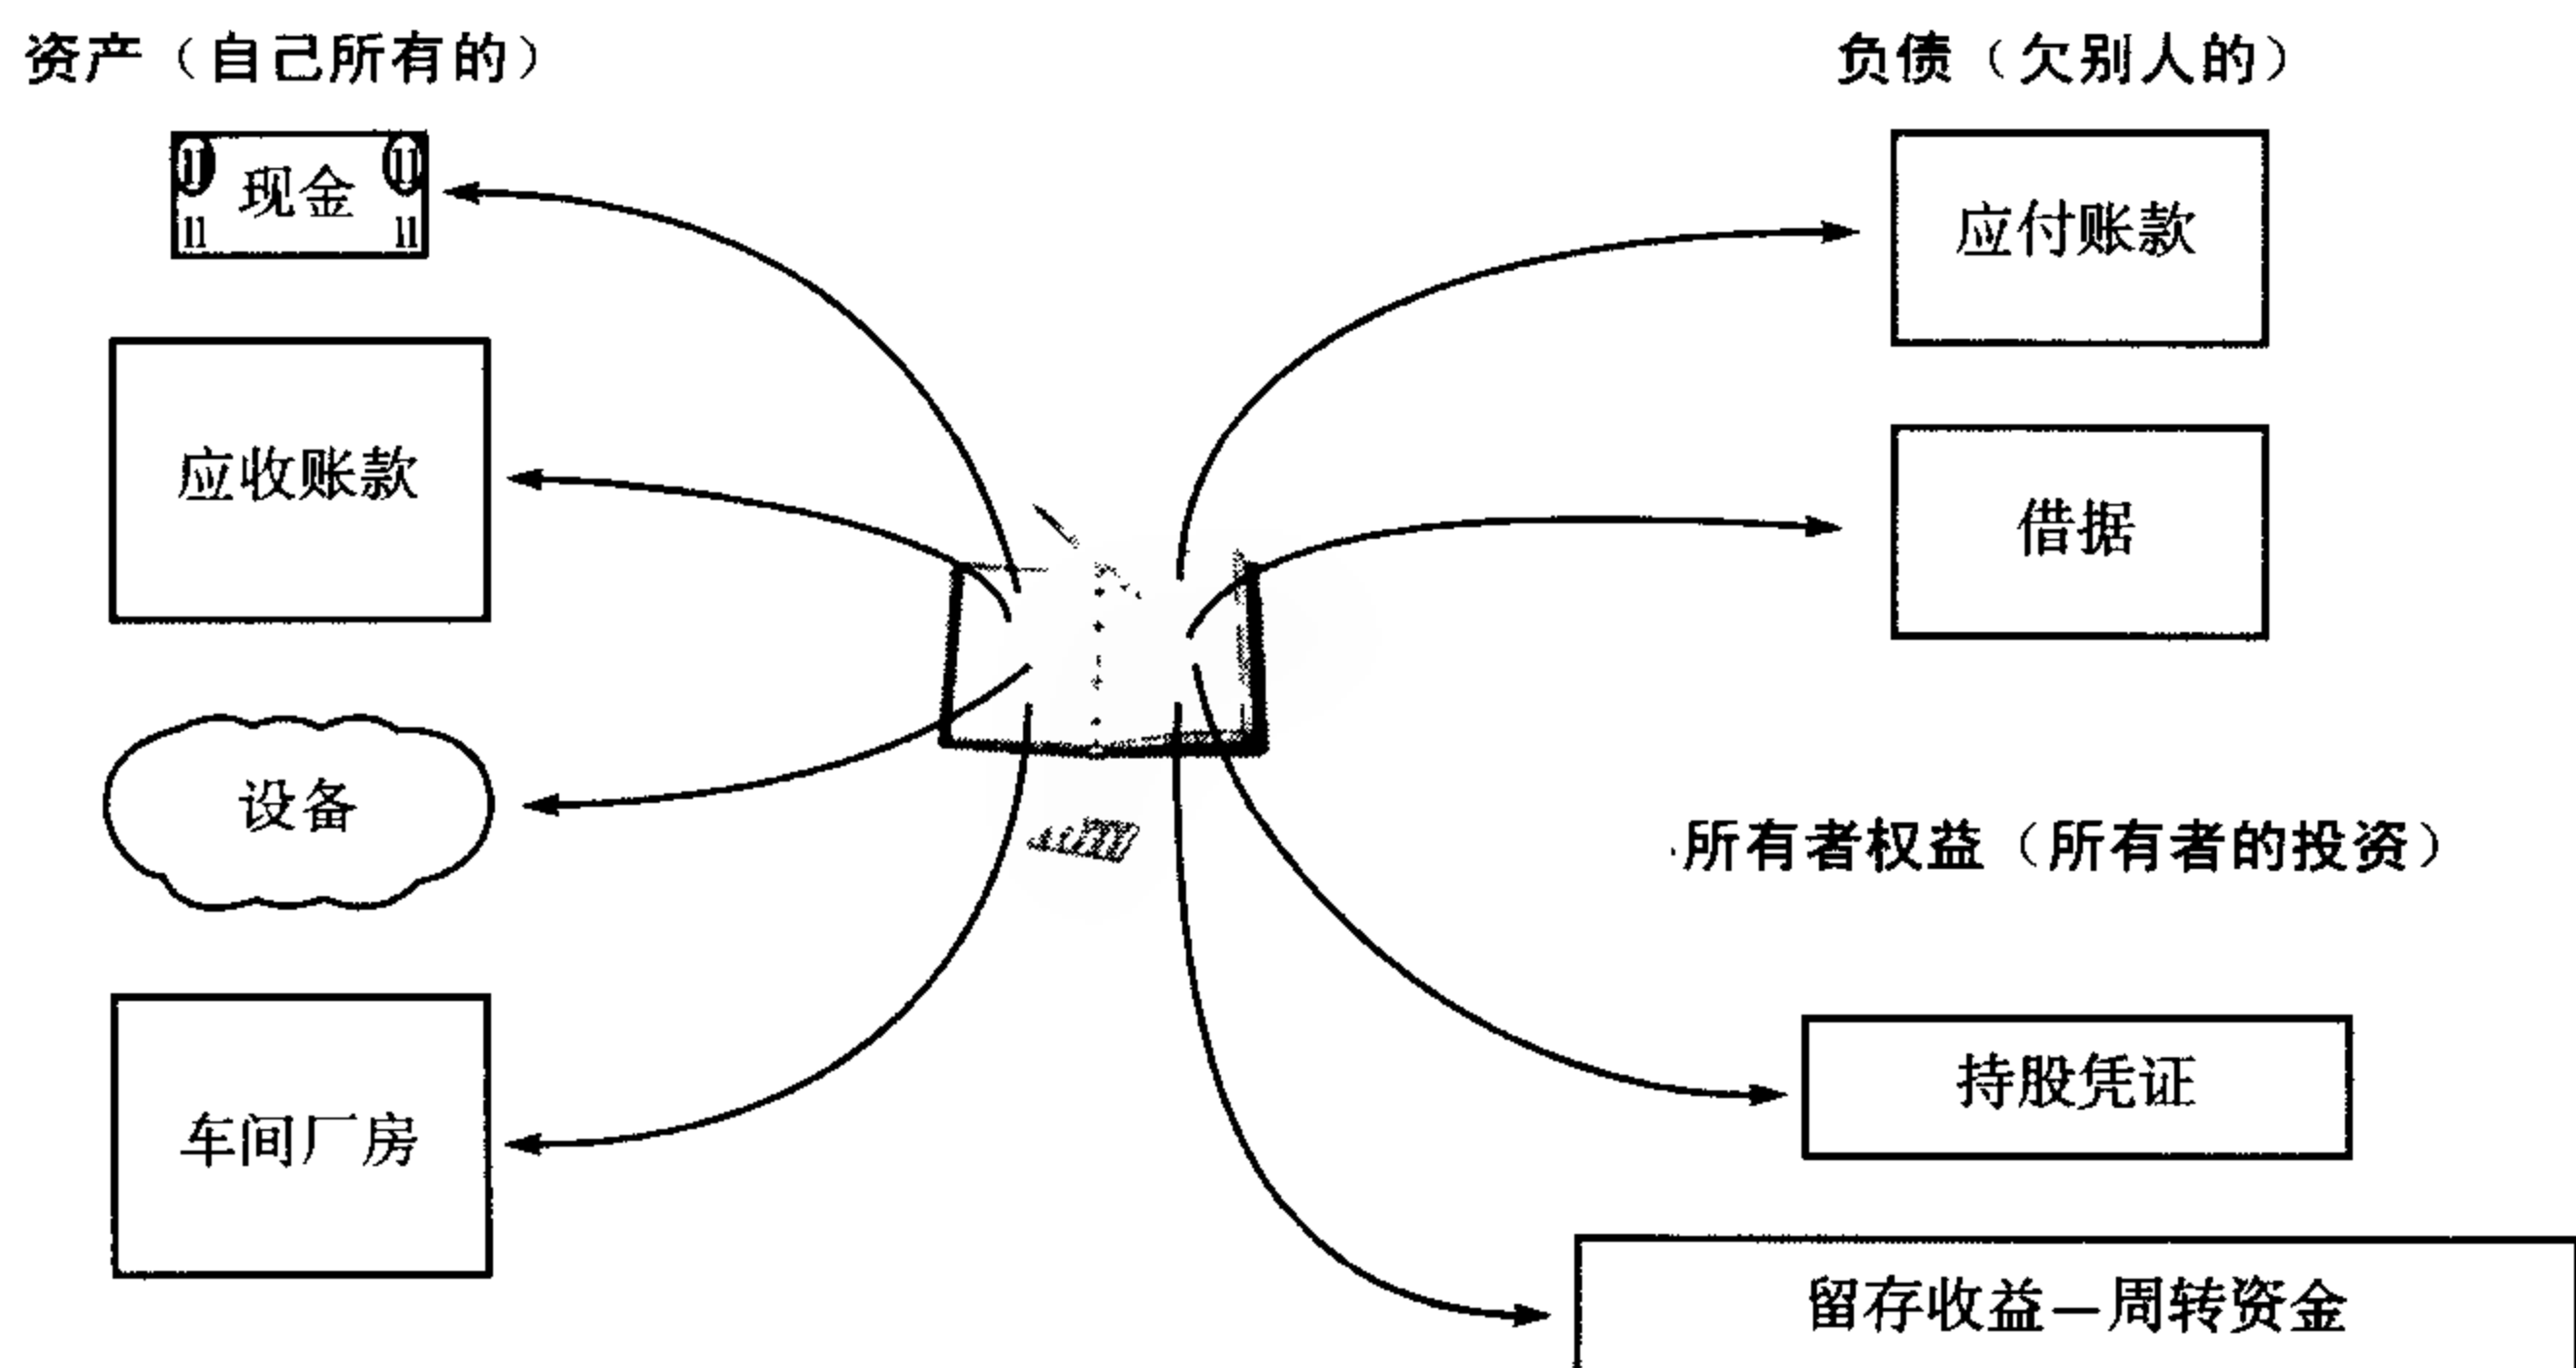 资产（自己所有的）
现金
应收账款
设备
车间厂房
负债（欠别人的）
应付账款
借据
所有者权益（所有者的投资）
持股凭证
留存收益—周转资金